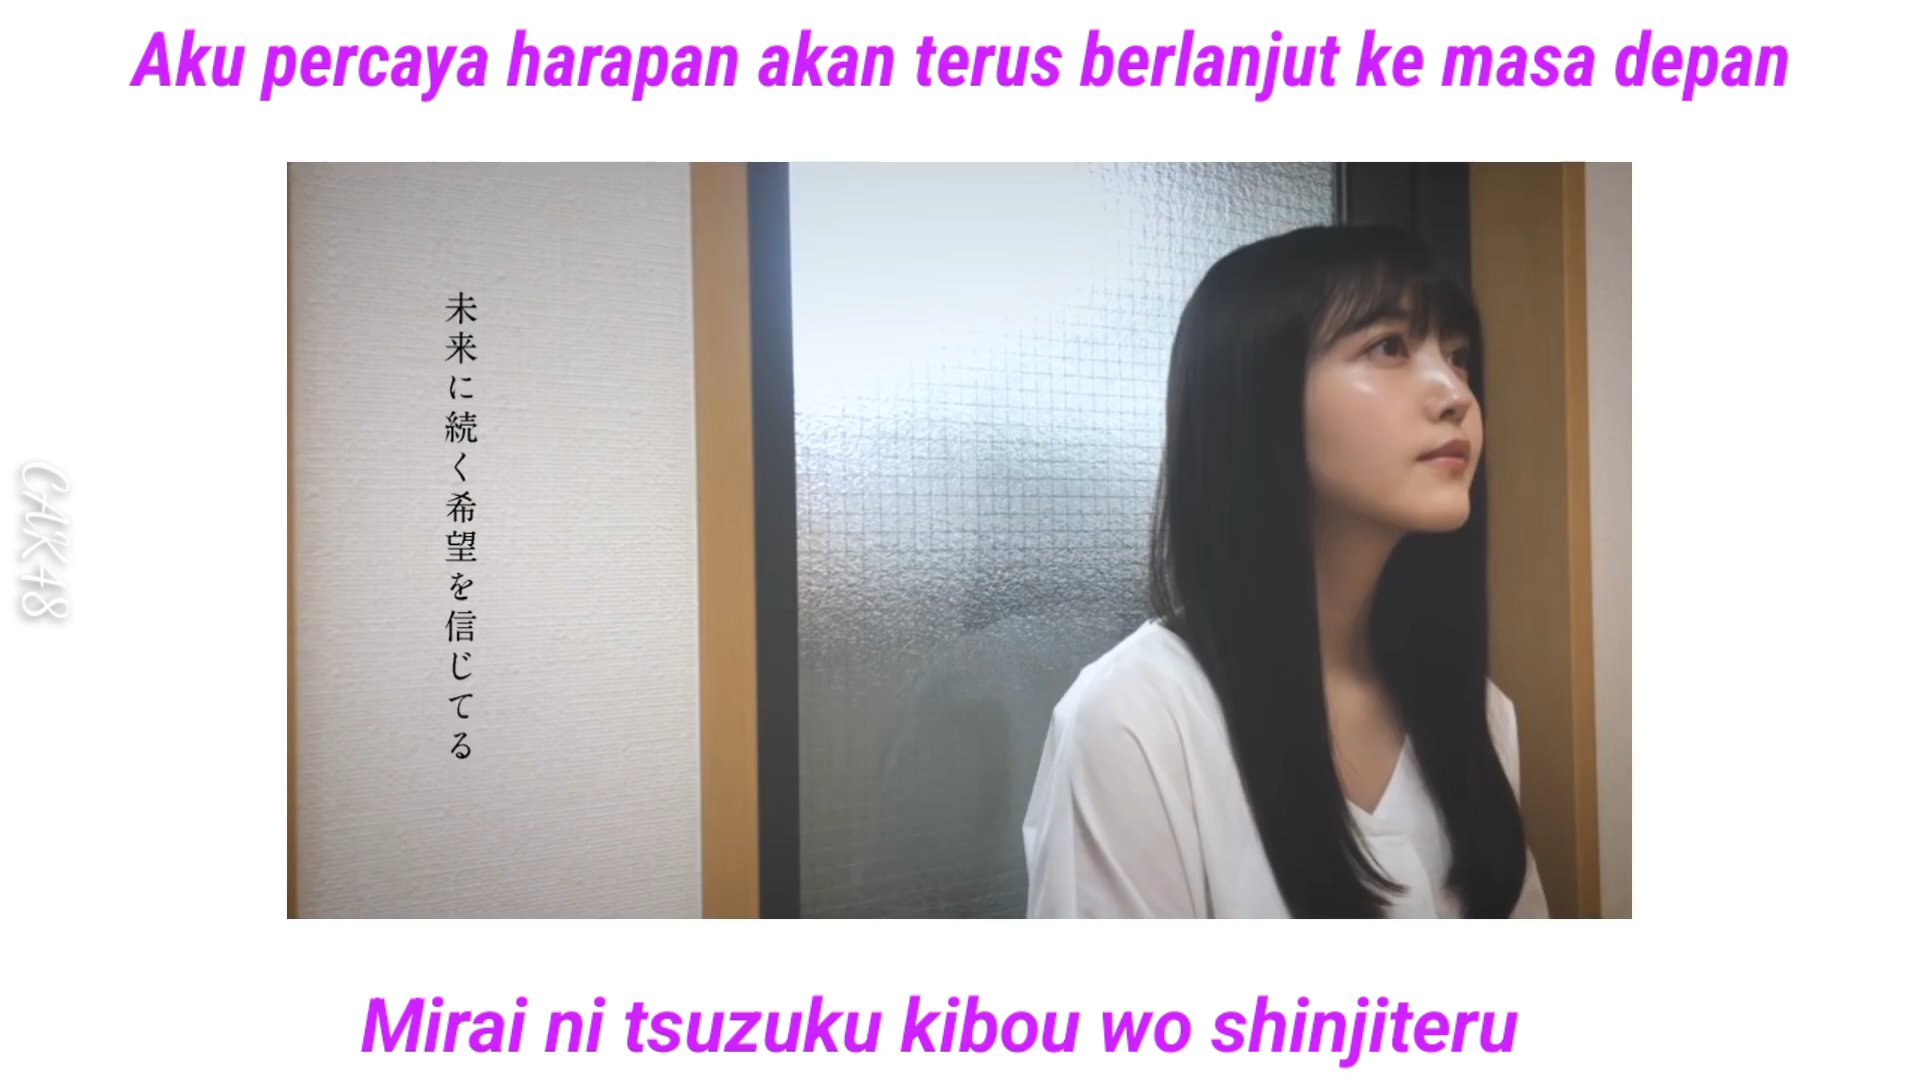 Aku percaya harapan akan terus berlanjut ke masa depan
未来に続く希望を信じてる
CAK48
Mirai ni tsuzuku kibou wo shinjiteru